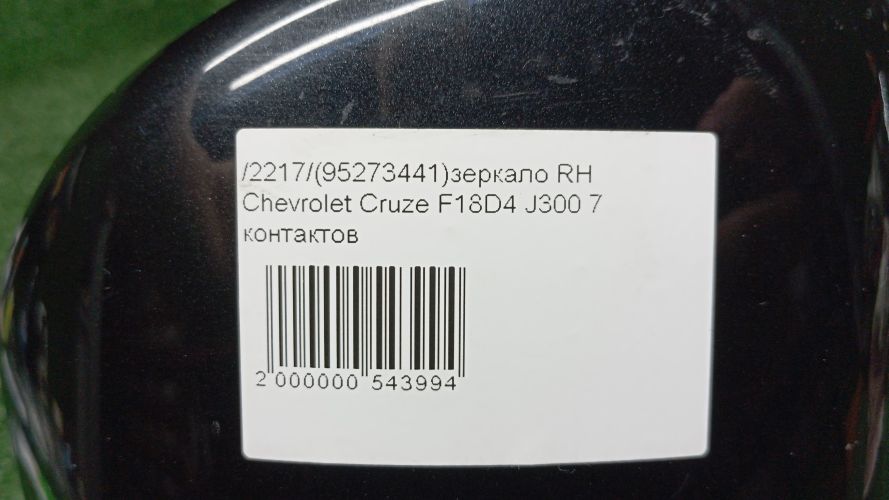 /2217/(95273441)зеркало RH
Chevrolet Cruze F18D4 J300 7
контактов
2 000000 543994